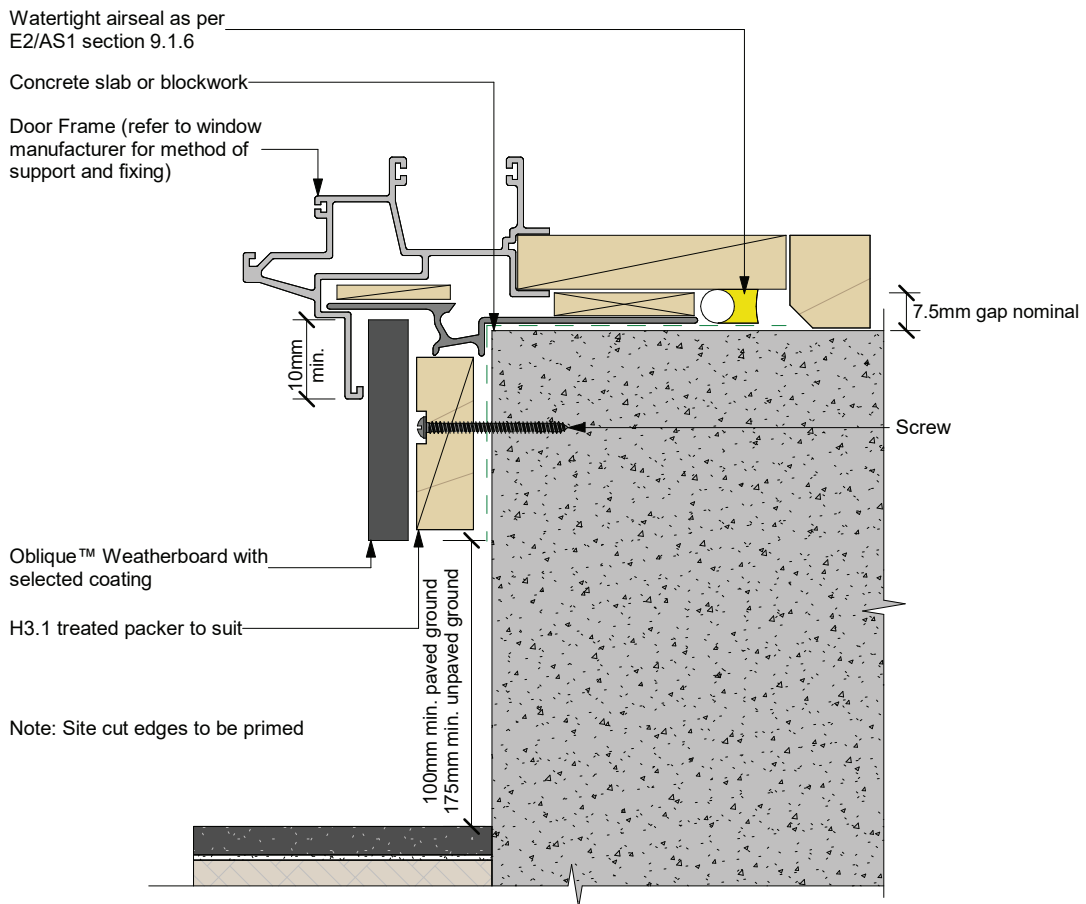 Watertight airseal as per
E2/AS1 section 9.1.6
Concrete slab or blockwork
Door Frame (refer to window
manufacturer for method of
support and fixing)
7.5mm gap nominal
10mm
min.
Screw
Oblique™ Weatherboard with
selected coating
H3.1 treated packer to suit
100mm min. paved ground
175mm min. unpaved ground
Note: Site cut edges to be primed